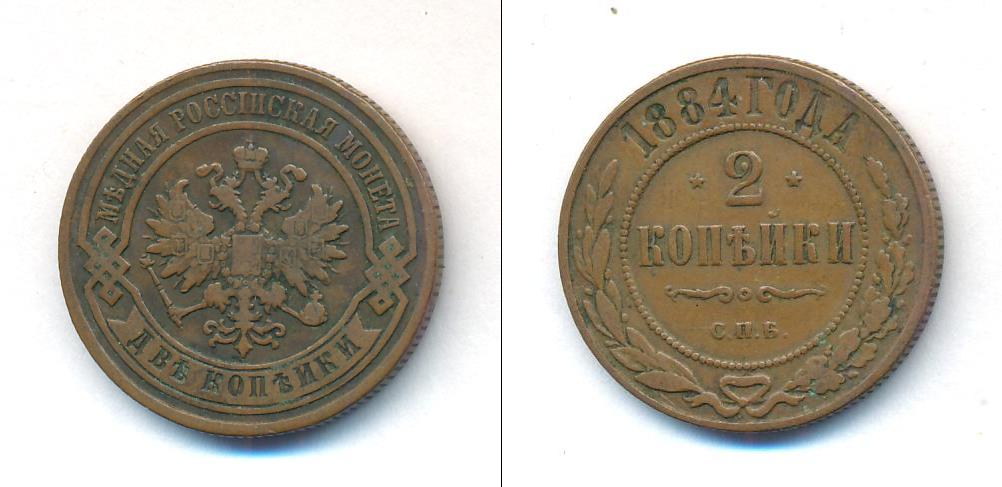 МѢДНАЯ РОССІЙСКАЯ МОНЕТА
ДВѢ КОПѢЙКИ
1884 ГОДА
2
КОПѢЙКИ
С.П.Б.